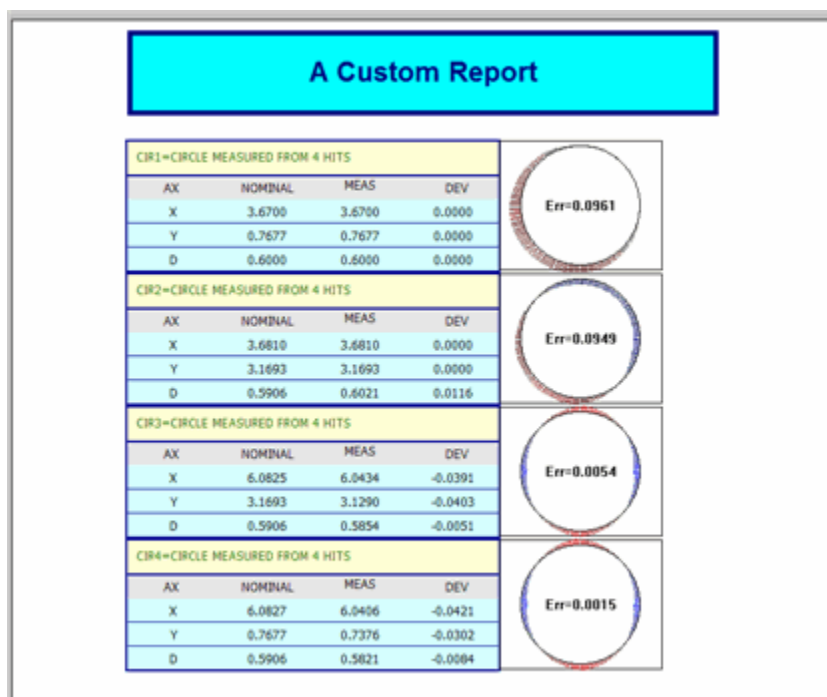 A Custom Report
CIR1=CIRCLE MEASURED FROM 4 HITS
AX NOMINAL MEAS DEV
X 3.6700 3.6700 0.0000
Y 0.7677 0.7677 0.0000
D 0.6000 0.6000 0.0000
Err=0.0961
CIR2=CIRCLE MEASURED FROM 4 HITS
AX NOMINAL MEAS DEV
X 3.6810 3.6810 0.0000
Y 3.1693 3.1693 0.0000
D 0.5906 0.6021 0.0116
Err=0.0949
CIR3=CIRCLE MEASURED FROM 4 HITS
AX NOMINAL MEAS DEV
X 6.0825 6.0434 -0.0391
Y 3.1693 3.1290 -0.0403
D 0.5906 0.5854 -0.0051
Err=0.0054
CIR4=CIRCLE MEASURED FROM 4 HITS
AX NOMINAL MEAS DEV
X 6.0827 6.0406 -0.0421
Y 0.7677 0.7376 -0.0302
D 0.5906 0.5821 -0.0084
Err=0.0015